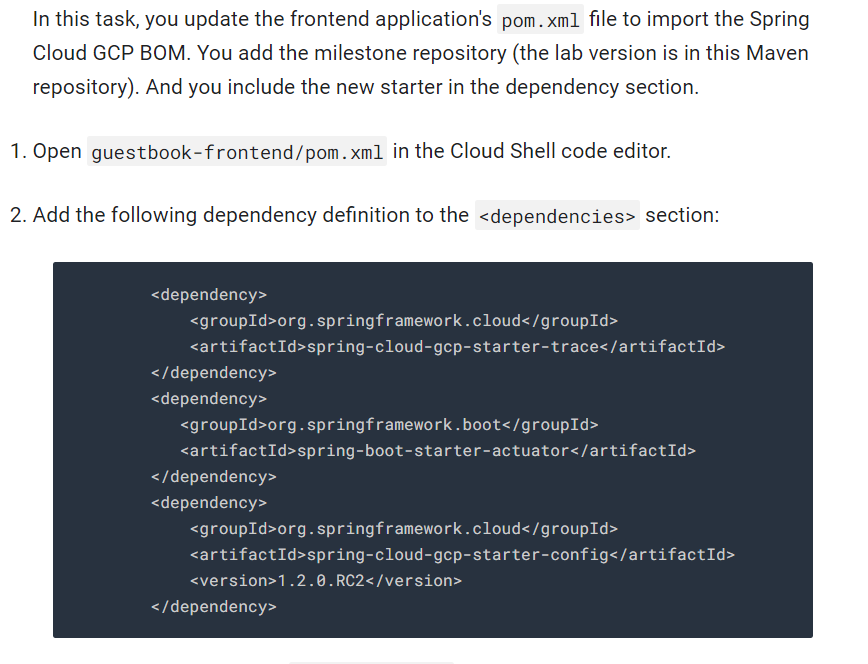 In this task, you update the frontend application's pom.xml file to import the Spring
Cloud GCP BOM. You add the milestone repository (the lab version is in this Maven
repository). And you include the new starter in the dependency section.
1. Open guestbook-frontend/pom.xml in the Cloud Shell code editor.
2. Add the following dependency definition to the <dependencies> section:
<dependency>
<groupId>org.springframework.cloud</groupId>
<artifactId>spring-cloud-gcp-starter-trace</artifactId>
</dependency>
<dependency>
<groupId>org.springframework.boot</groupId>
<artifactId>spring-boot-starter-actuator</artifactId>
</dependency>
<dependency>
<groupId>org.springframework.cloud</groupId>
<artifactId>spring-cloud-gcp-starter-config</artifactId>
<version>1.2.0.RC2</version>
</dependency>